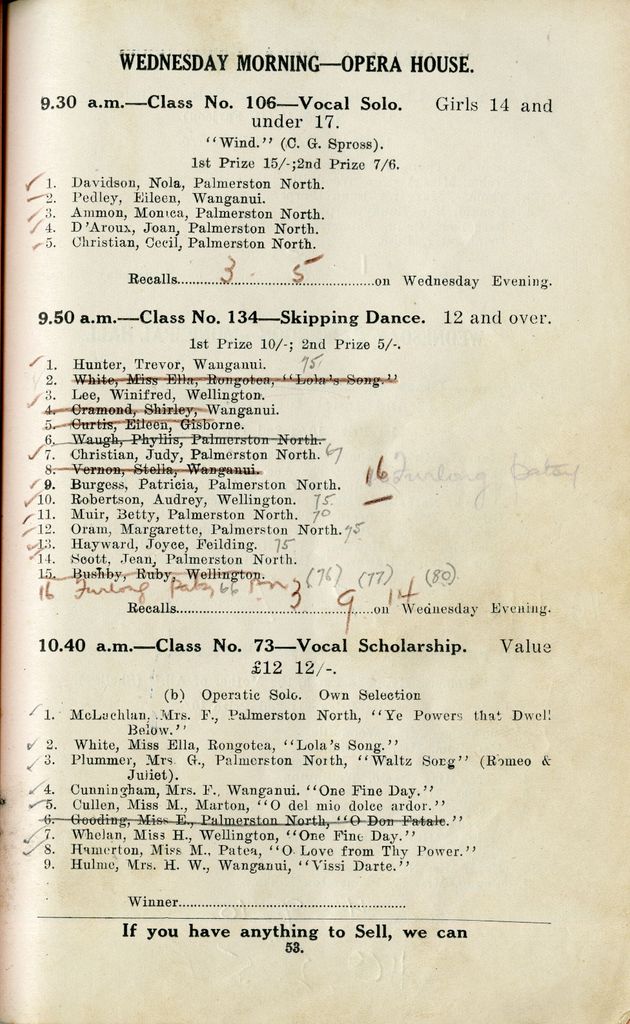 WEDNESDAY MORNING—OPERA HOUSE.
9.30 a.m.—Class No. 106—Vocal Solo. Girls 14 and
under 17.
"Wind." (C. G. Spross).
1st Prize 15/-;2nd Prize 7/6.
1. Davidson, Nola, Palmerston North.
2. Pedley, Eileen, Wanganui.
3. Ammon, Monica, Palmerston North.
4. D'Aroux, Joan, Palmerston North.
5. Christian, Cecil, Palmerston North.
Recalls 3 5 on Wednesday Evening.
9.50 a.m.—Class No. 134—Skipping Dance. 12 and over.
1st Prize 10/-; 2nd Prize 5/-.
1. Hunter, Trevor, Wanganui. 75
2. White, Miss Ella, Rongotea, "Lola's Song."
3. Lee, Winifred, Wellington.
4. Cramond, Shirley, Wanganui.
5. Curtis, Eileen, Gisborne.
6. Waugh, Phyllis, Palmerston North.
7. Christian, Judy, Palmerston North. 67
8. Vernon, Stella, Wanganui.
9. Burgess, Patricia, Palmerston North. 16 Furlong Patsy
10. Robertson, Audrey, Wellington. 75
11. Muir, Betty, Palmerston North. 70
12. Oram, Margarette, Palmerston North. 75
13. Hayward, Joyce, Feilding. 75
14. Scott, Jean, Palmerston North.
15. Bushby, Ruby, Wellington. (76) (77) (80)
16 Furlong Patsy 66
Recalls 3 9 14 on Wednesday Evening.
10.40 a.m.—Class No. 73—Vocal Scholarship. Value
£12 12/-.
(b) Operatic Solo. Own Selection
1. McLachlan, Mrs. F., Palmerston North, "Ye Powers that Dwell
Below."
2. White, Miss Ella, Rongotea, "Lola's Song."
3. Plummer, Mrs. G., Palmerston North, "Waltz Song" (Romeo &
Juliet).
4. Cunningham, Mrs. F., Wanganui. "One Fine Day."
5. Cullen, Miss M., Marton, "O del mio dolce ardor."
6. Gooding, Miss E., Palmerston North, "O Don Fatale."
7. Whelan, Miss H., Wellington, "One Fine Day."
8. Hamerton, Miss M., Patea, "O Love from Thy Power."
9. Hulme, Mrs. H. W., Wanganui, "Vissi Darte."
Winner
If you have anything to Sell, we can
53.